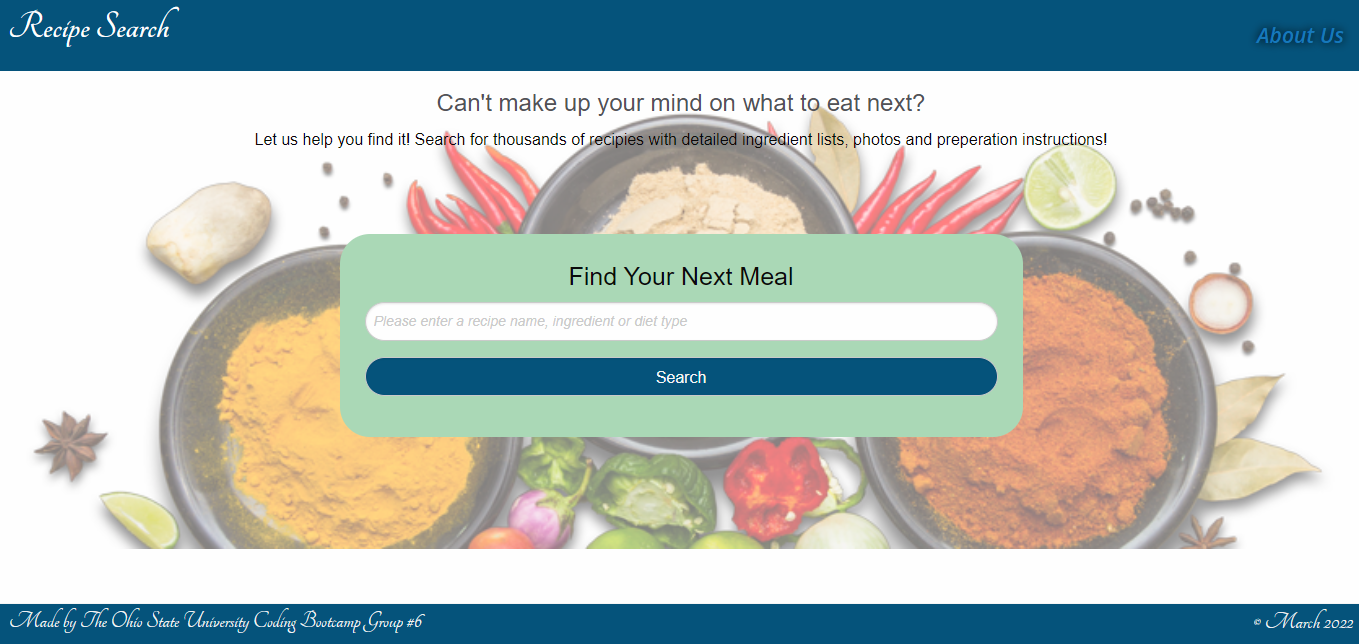 Recipe Search
About Us
Can't make up your mind on what to eat next?
Let us help you find it! Search for thousands of recipies with detailed ingredient lists, photos and preperation instructions!
Find Your Next Meal
Please enter a recipe name, ingredient or diet type
Search
Made by The Ohio State University Coding Bootcamp Group #6
© March 2022